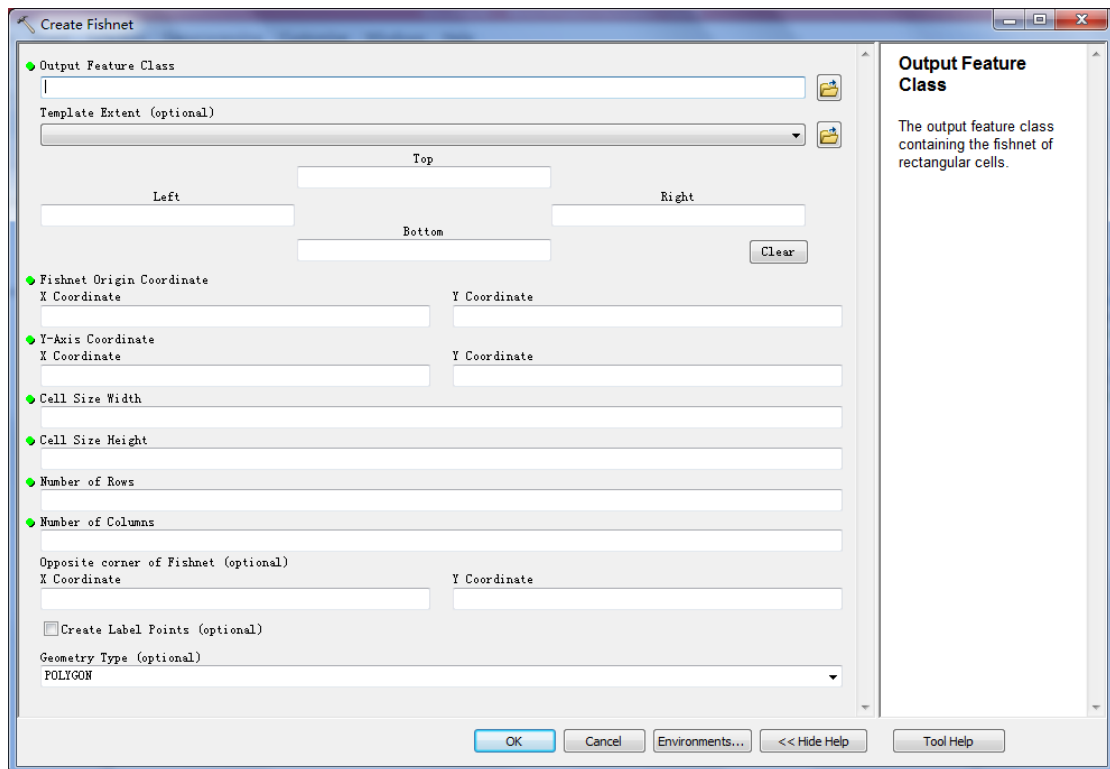 Create Fishnet
Output Feature Class
Template Extent (optional)
Top
Left
Right
Bottom
Clear
Fishnet Origin Coordinate
X Coordinate
Y Coordinate
Y-Axis Coordinate
X Coordinate
Y Coordinate
Cell Size Width
Cell Size Height
Number of Rows
Number of Columns
Opposite corner of Fishnet (optional)
X Coordinate
Y Coordinate
Create Label Points (optional)
Geometry Type (optional)
POLYGON
OK
Cancel
Environments...
<< Hide Help
Tool Help
Output Feature
Class
The output feature class
containing the fishnet of
rectangular cells.